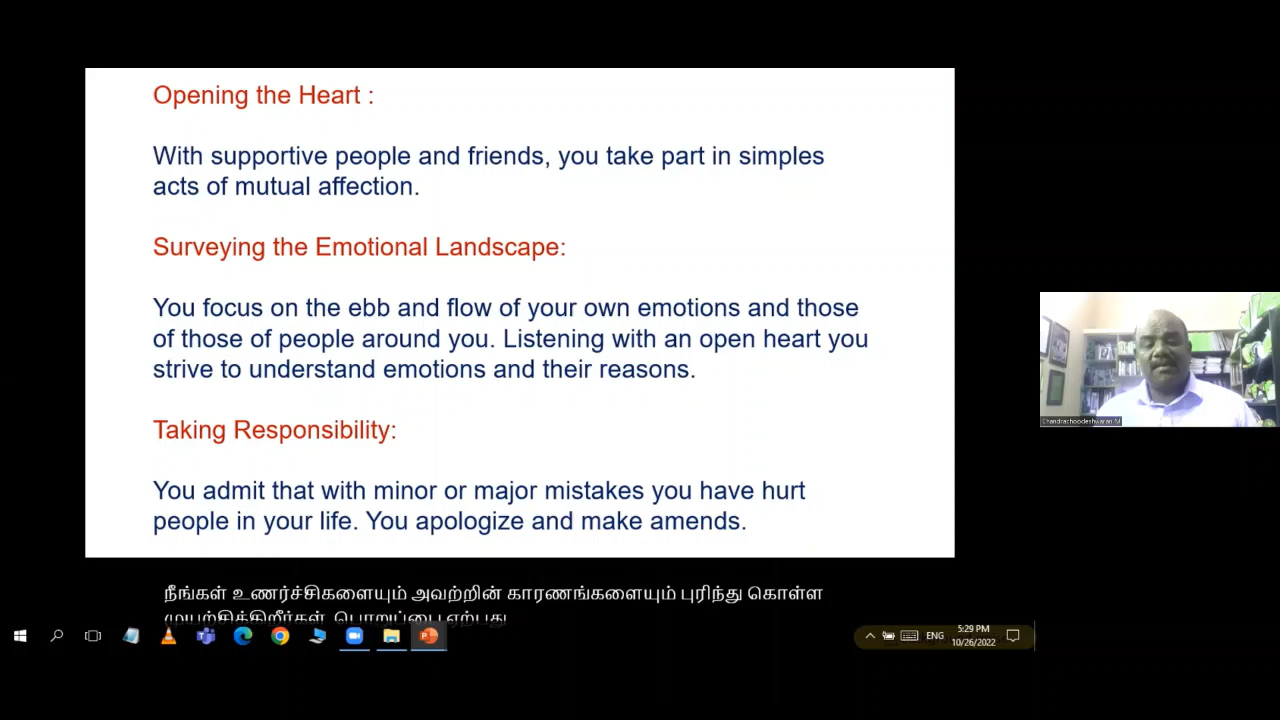 Opening the Heart :
With supportive people and friends, you take part in simples
acts of mutual affection.
Surveying the Emotional Landscape:
You focus on the ebb and flow of your own emotions and those
of those of people around you. Listening with an open heart you
strive to understand emotions and their reasons.
Taking Responsibility:
You admit that with minor or major mistakes you have hurt
people in your life. You apologize and make amends.
Chandrachoodeshwaran M
நீங்கள் உணர்ச்சிகளையும் அவற்றின் காரணங்களையும் புரிந்து கொள்ள
முயற்சிக்கிறீர்கள். பொறுப்பை ஏற்பது
ENG
5:29 PM
10/26/2022